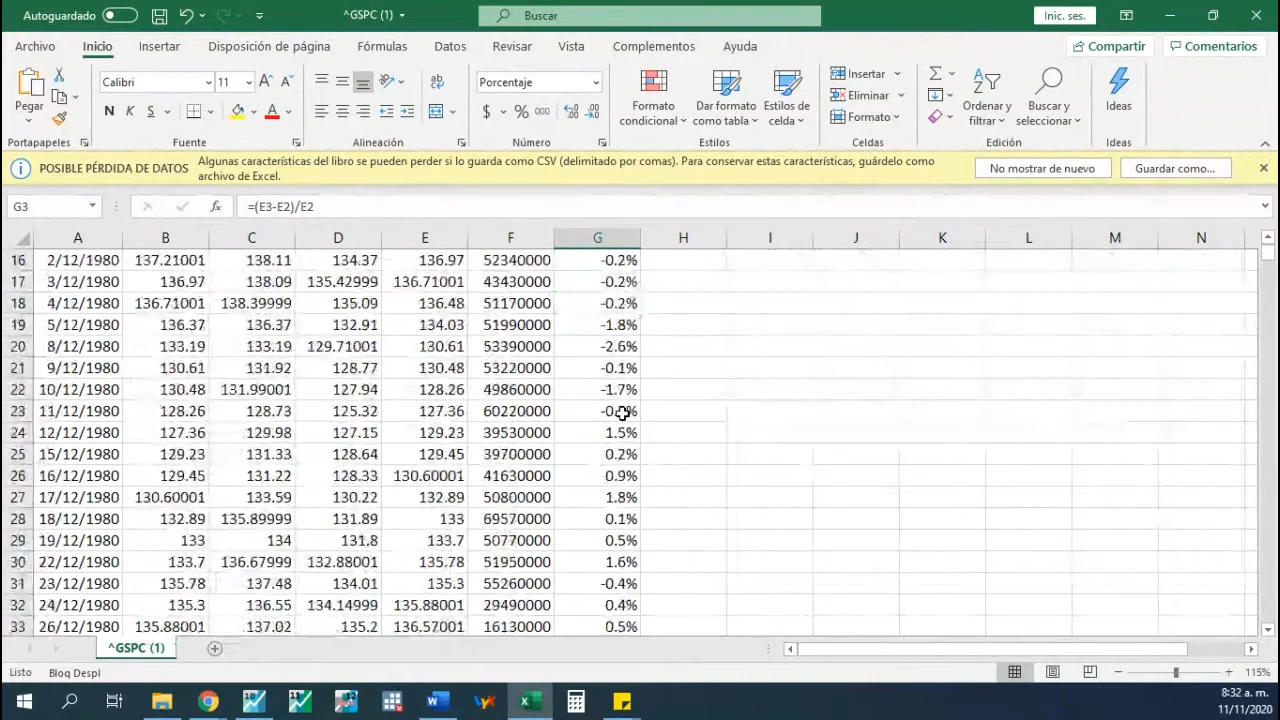 Autoguardado ^GSPC (1) Buscar Inic. ses.
Archivo Inicio Insertar Disposición de página Fórmulas Datos Revisar Vista Complementos Ayuda Compartir Comentarios
Pegar Calibri 11 Porcentaje Formato condicional Dar formato como tabla Estilos de celda Insertar Eliminar Formato Ordenar y filtrar Buscar y seleccionar Ideas
N K S $ % 000
Portapapeles Fuente Alineación Número Estilos Celdas Edición Ideas
POSIBLE PÉRDIDA DE DATOS Algunas características del libro se pueden perder si lo guarda como CSV (delimitado por comas). Para conservar estas características, guárdelo como
archivo de Excel. No mostrar de nuevo Guardar como...
G3 fx =(E3-E2)/E2
A B C D E F G H I J K L M N
16 2/12/1980 137.21001 138.11 134.37 136.97 52340000 -0.2%
17 3/12/1980 136.97 138.09 135.42999 136.71001 43430000 -0.2%
18 4/12/1980 136.71001 138.39999 135.09 136.48 51170000 -0.2%
19 5/12/1980 136.37 136.37 132.91 134.03 51990000 -1.8%
20 8/12/1980 133.19 133.19 129.71001 130.61 53390000 -2.6%
21 9/12/1980 130.61 131.92 128.77 130.48 53220000 -0.1%
22 10/12/1980 130.48 131.99001 127.94 128.26 49860000 -1.7%
23 11/12/1980 128.26 128.73 125.32 127.36 60220000
24 12/12/1980 127.36 129.98 127.15 129.23 39530000 1.5%
25 15/12/1980 129.23 131.33 128.64 129.45 39700000 0.2%
26 16/12/1980 129.45 131.22 128.33 130.60001 41630000 0.9%
27 17/12/1980 130.60001 133.59 130.22 132.89 50800000 1.8%
28 18/12/1980 132.89 135.89999 131.89 133 69570000 0.1%
29 19/12/1980 133 134 131.8 133.7 50770000 0.5%
30 22/12/1980 133.7 136.67999 132.88001 135.78 51950000 1.6%
31 23/12/1980 135.78 137.48 134.01 135.3 55260000 -0.4%
32 24/12/1980 135.3 136.55 134.14999 135.88001 29490000 0.4%
33 26/12/1980 135.88001 137.02 135.2 136.57001 16130000 0.5%
^GSPC (1)
Listo Bloq Despl 115%
8:32 a. m.
11/11/2020